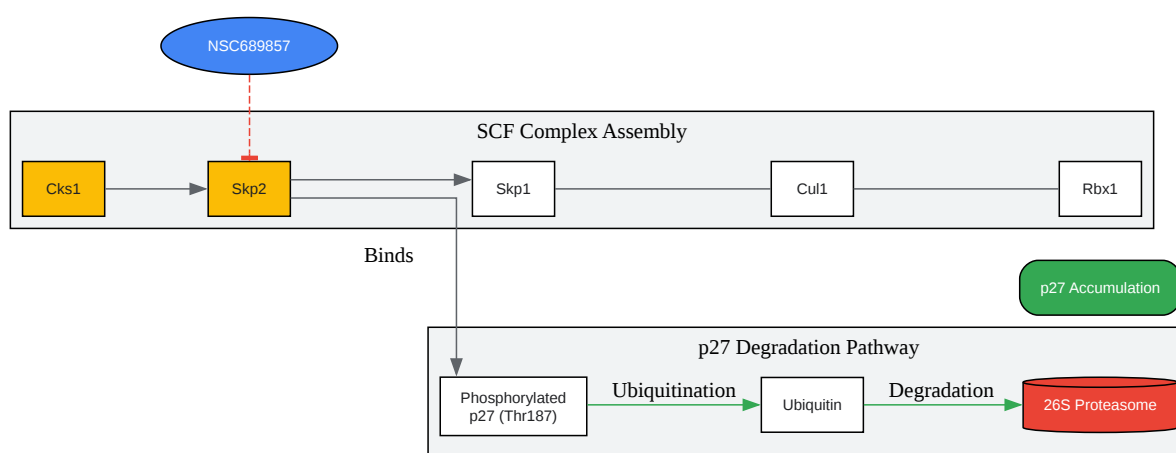 NSC689857
SCF Complex Assembly
Cks1
Skp2
Skp1
Cul1
Rbx1
Binds
p27 Accumulation
p27 Degradation Pathway
Phosphorylated
p27 (Thr187)
Ubiquitination
Ubiquitin
Degradation
26S Proteasome